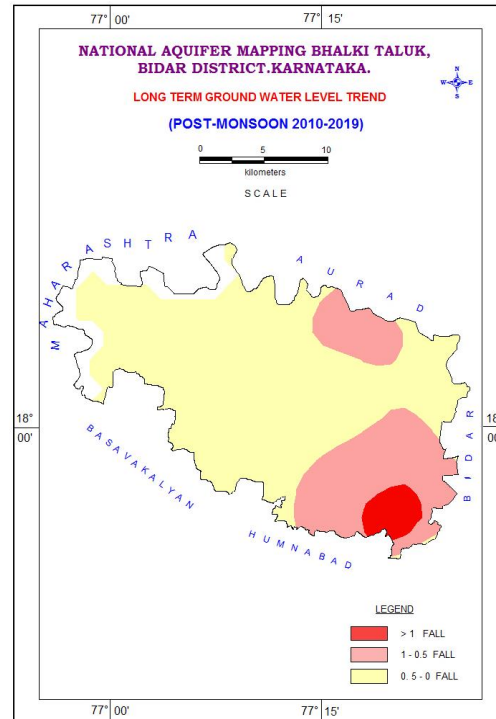 77° 00'
77° 15'
NATIONAL AQUIFER MAPPING BHALKI TALUK,
BIDAR DISTRICT.KARNATAKA.
N
W E
S
LONG TERM GROUND WATER LEVEL TREND
(POST-MONSOON 2010-2019)
0 5 10
kilometers
SCALE
MAHARASHTRA
AURAD
18°
00'
18°
00'
BIDAR
BASAVAKALYAN
HUMNABAD
LEGEND
> 1 FALL
1 - 0.5 FALL
0. 5 - 0 FALL
77° 00'
77° 15'